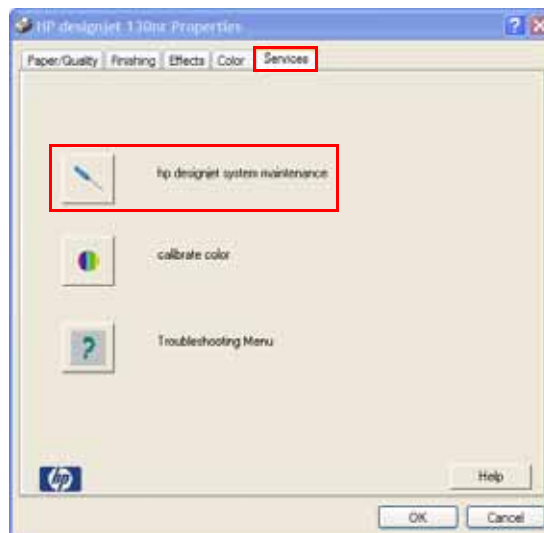 HP designjet 130nr Properties
Paper/Quality Finishing Effects Color Services
hp designjet system maintenance
calibrate color
Troubleshooting Menu
hp
Help
OK Cancel